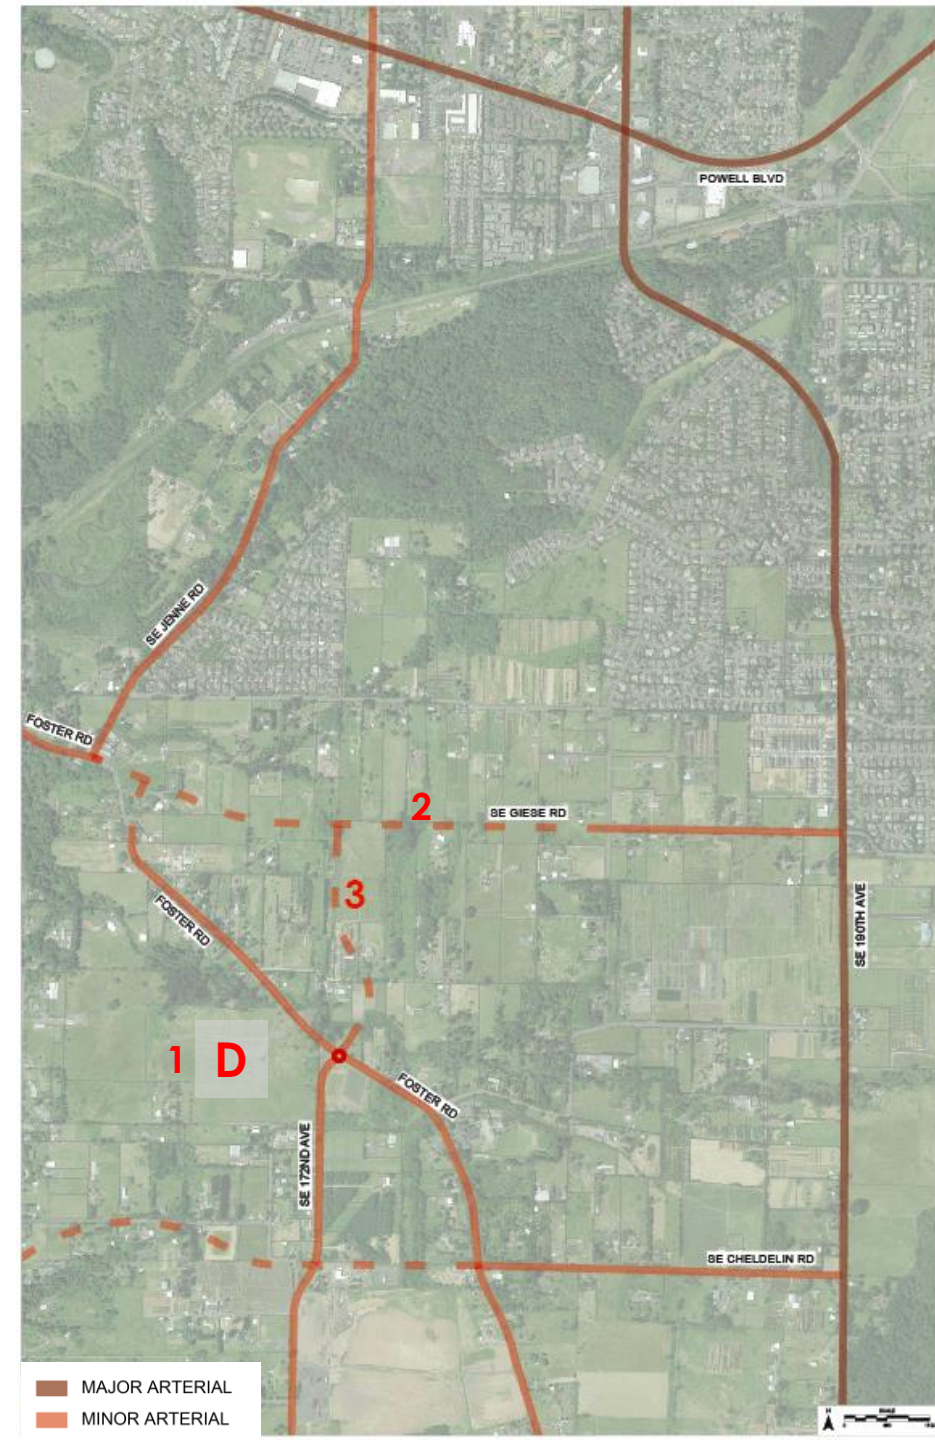 POWELL BLVD
SE JENNE RD
FOSTER RD
2
SE GIESE RD
3
FOSTER RD
SE 190TH AVE
1 D
FOSTER RD
SE 172ND AVE
SE CHELDELIN RD
MAJOR ARTERIAL
MINOR ARTERIAL
N
SCALE